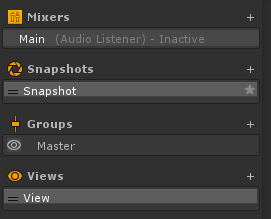 Mixers +
Main (Audio Listener) - Inactive
Snapshots +
Snapshot
Groups +
Master
Views +
View